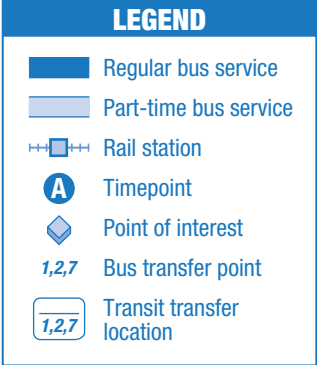 LEGEND
Regular bus service
Part-time bus service
Rail station
A Timepoint
Point of interest
1,2,7 Bus transfer point
Transit transfer
1,2,7 location